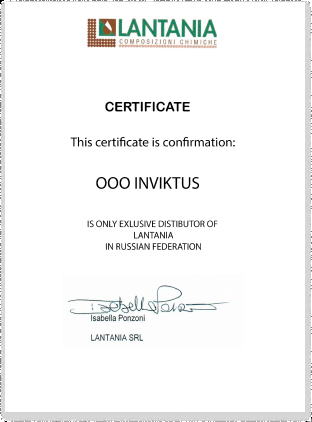 LANTANIA
COMPOSIZIONI CHIMICHE
CERTIFICATE
This certificate is confirmation:
OOO INVIKTUS
IS ONLY EXLUSIVE DISTIBUTOR OF
LANTANIA
IN RUSSIAN FEDERATION
Isabella Ponzoni
LANTANIA SRL